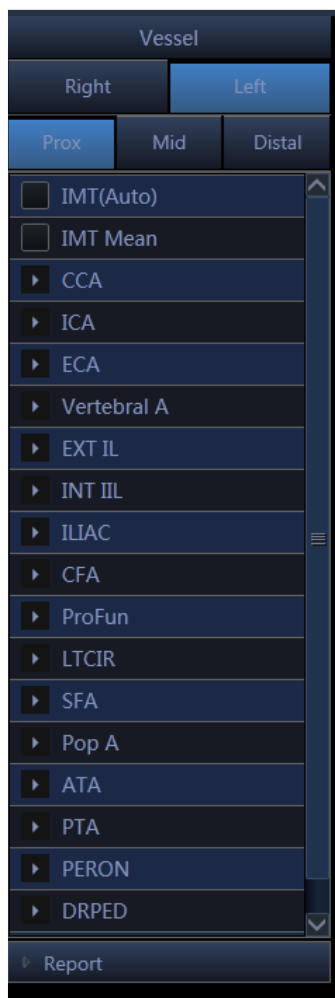 Vessel
Right Left
Prox Mid Distal
IMT(Auto)
IMT Mean
CCA
ICA
ECA
Vertebral A
EXT IL
INT IIL
ILIAC
CFA
ProFun
LTCIR
SFA
Pop A
ATA
PTA
PERON
DRPED
Report